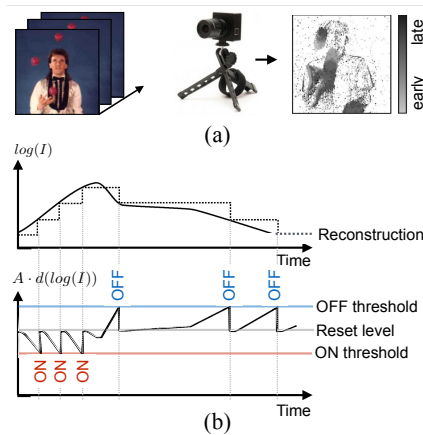 early late
(a)
log(I)
Reconstruction
Time
A · d(log(I))
OFF OFF OFF
OFF threshold
Reset level
ON threshold
ON ON ON
Time
(b)